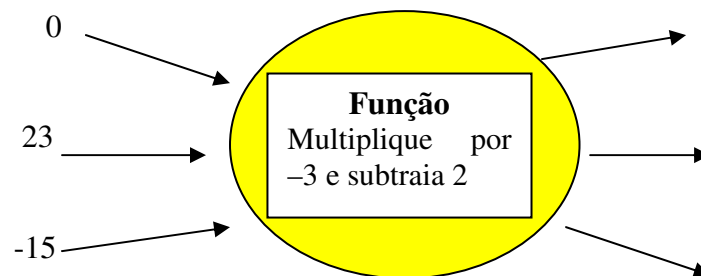 0
Função
Multiplique por
23
–3 e subtraia 2
-15